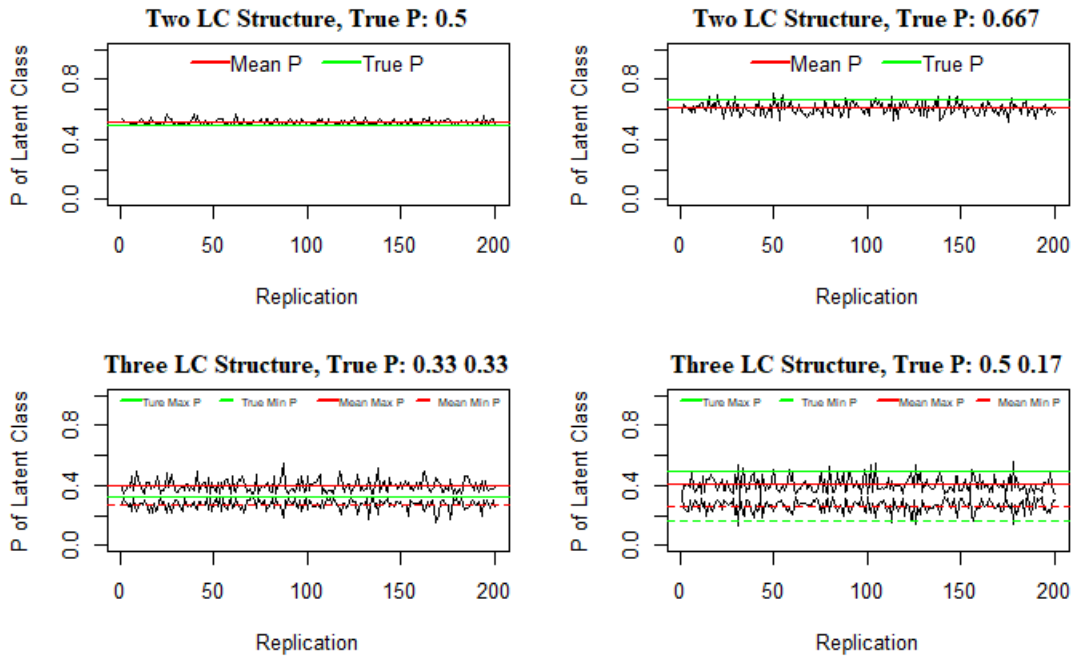 Two LC Structure, True P: 0.5
P of Latent Class
0.0 0.4 0.8
Mean P True P
0 50 100 150 200
Replication
Two LC Structure, True P: 0.667
P of Latent Class
0.0 0.4 0.8
Mean P True P
0 50 100 150 200
Replication
Three LC Structure, True P: 0.33 0.33
P of Latent Class
0.0 0.4 0.8
Ture Max P True Min P Mean Max P Mean Min P
0 50 100 150 200
Replication
Three LC Structure, True P: 0.5 0.17
P of Latent Class
0.0 0.4 0.8
Ture Max P True Min P Mean Max P Mean Min P
0 50 100 150 200
Replication